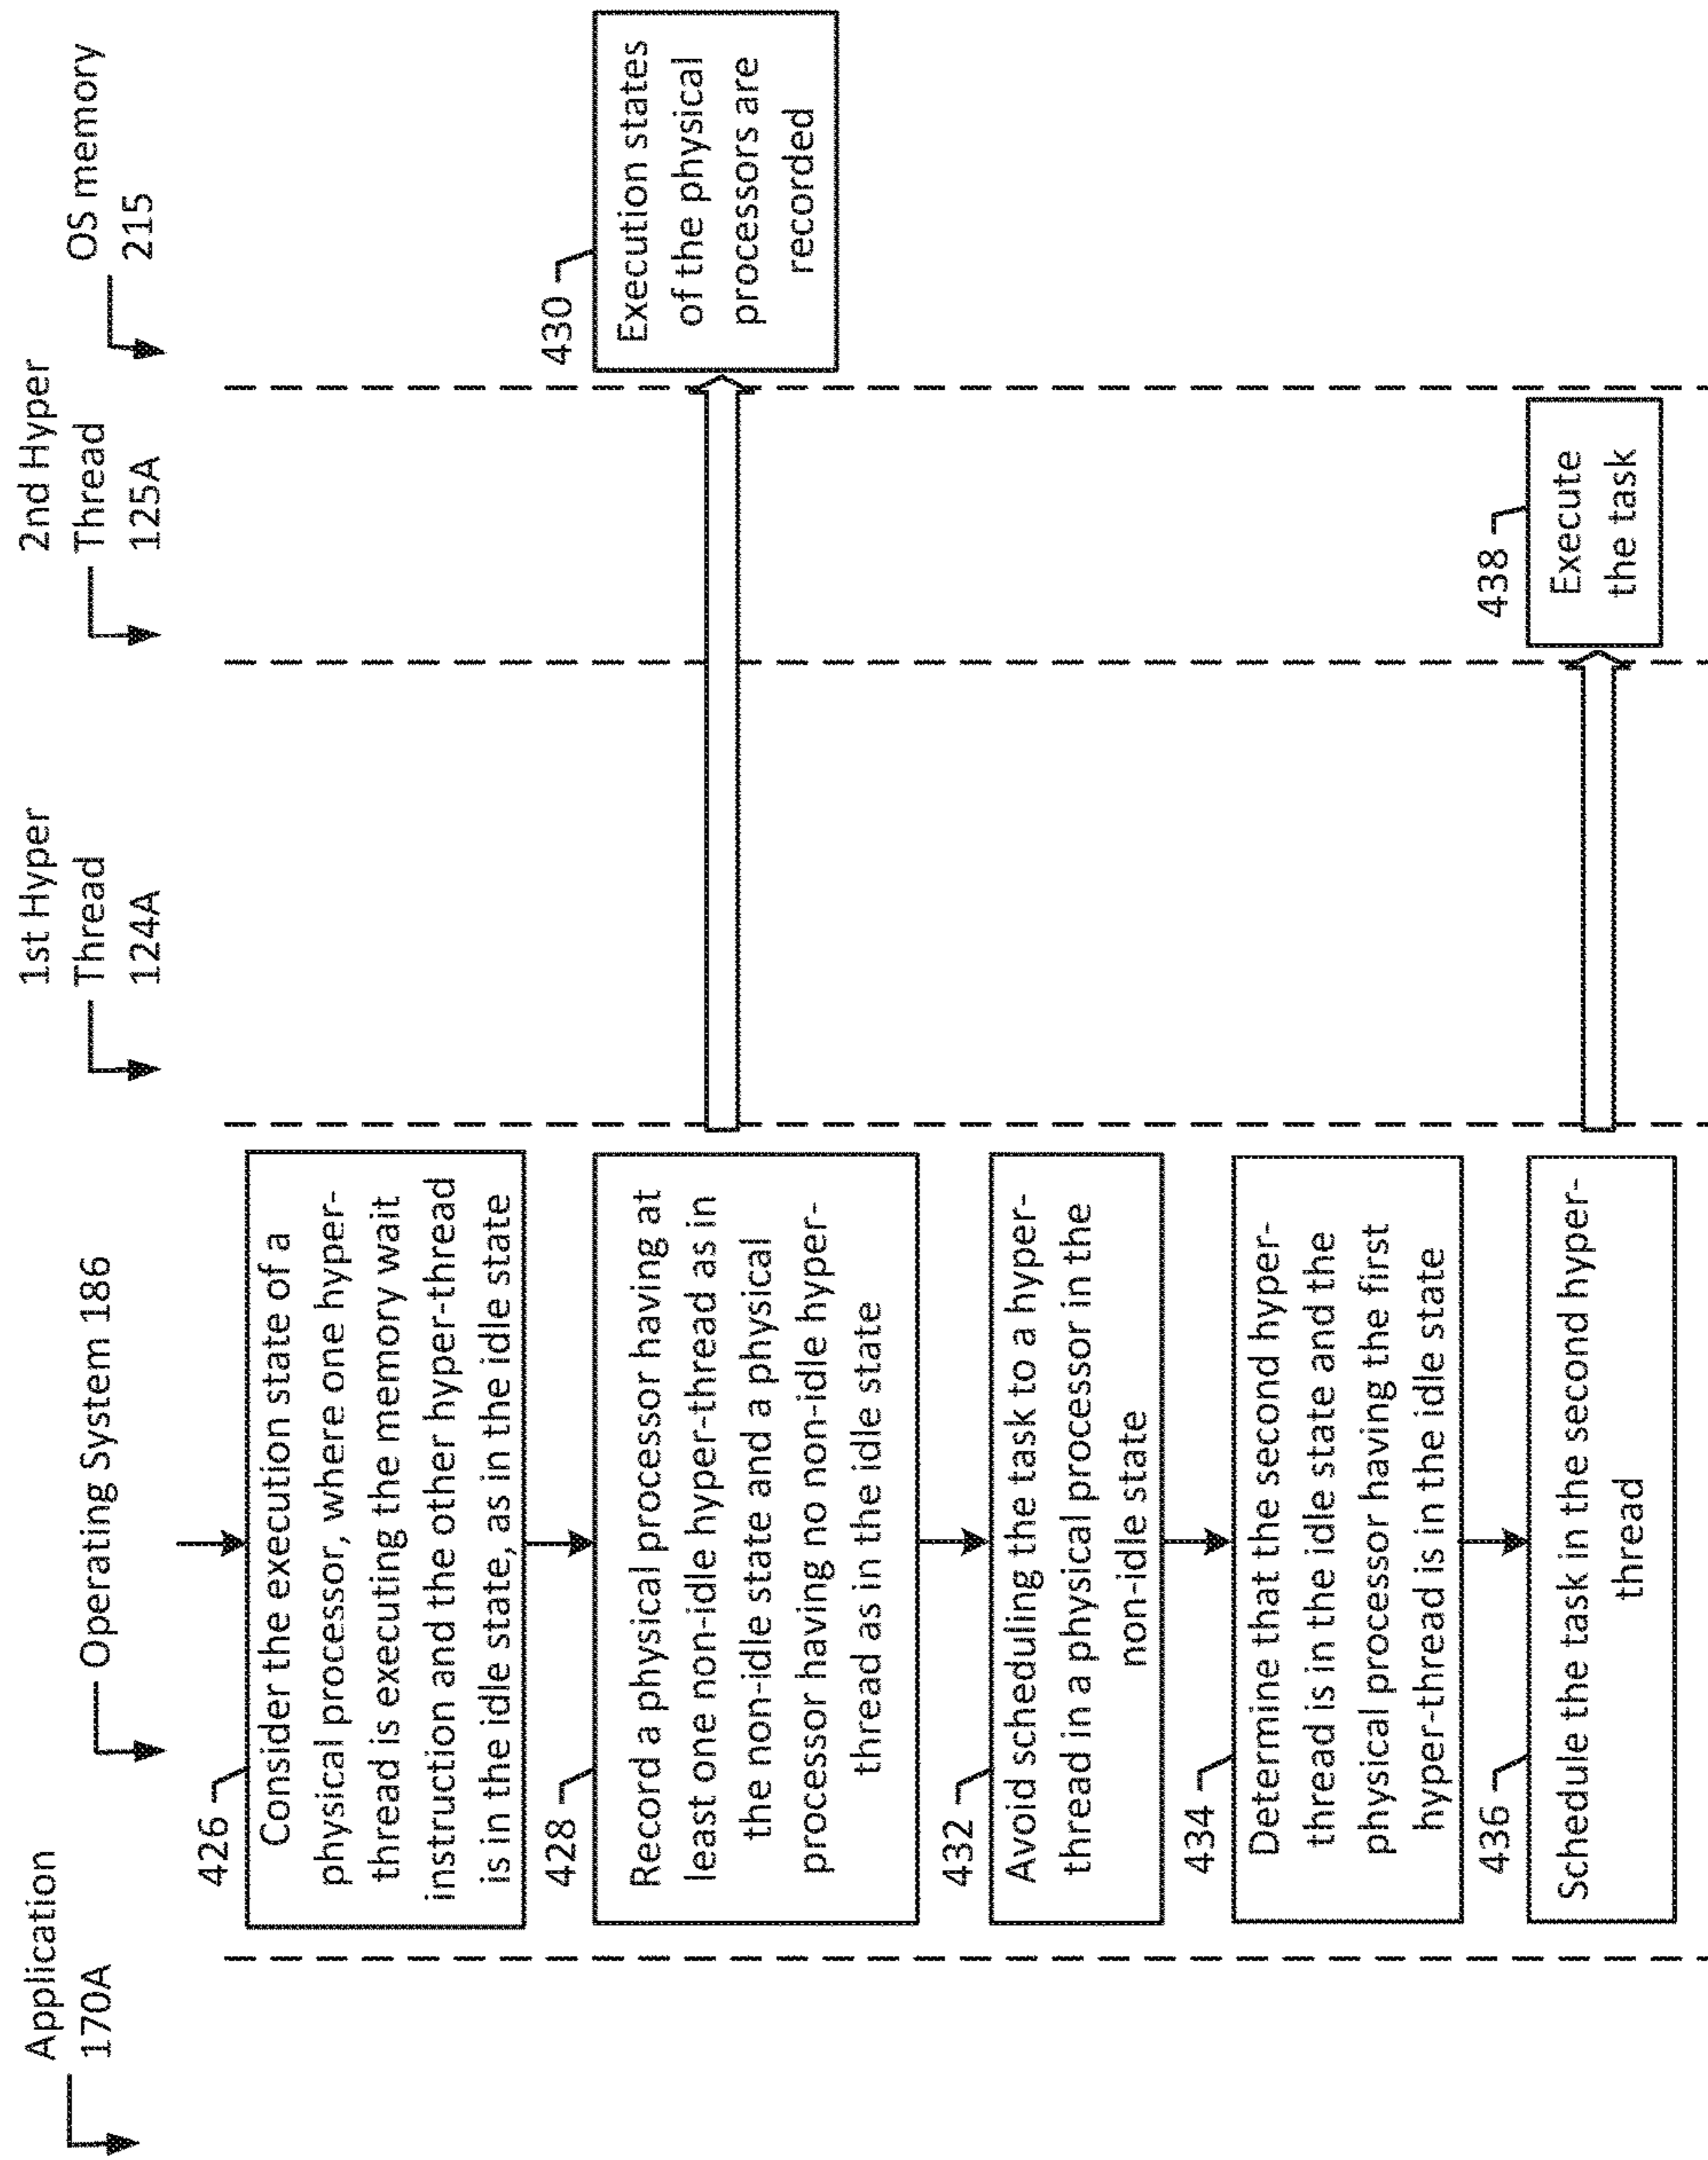 Application
170A
Operating System 186
1st Hyper
Thread
124A
2nd Hyper
Thread
125A
OS memory
215
426
Consider the execution state of a
physical processor, where one hyper-
thread is executing the memory wait
instruction and the other hyper-thread
is in the idle state, as in the idle state
428
Record a physical processor having at
least one non-idle hyper-thread as in
the non-idle state and a physical
processor having no non-idle hyper-
thread as in the idle state
430
Execution states
of the physical
processors are
recorded
432
Avoid scheduling the task to a hyper-
thread in a physical processor in the
non-idle state
434
Determine that the second hyper-
thread is in the idle state and the
physical processor having the first
hyper-thread is in the idle state
436
Schedule the task in the second hyper-
thread
438
Execute
the task